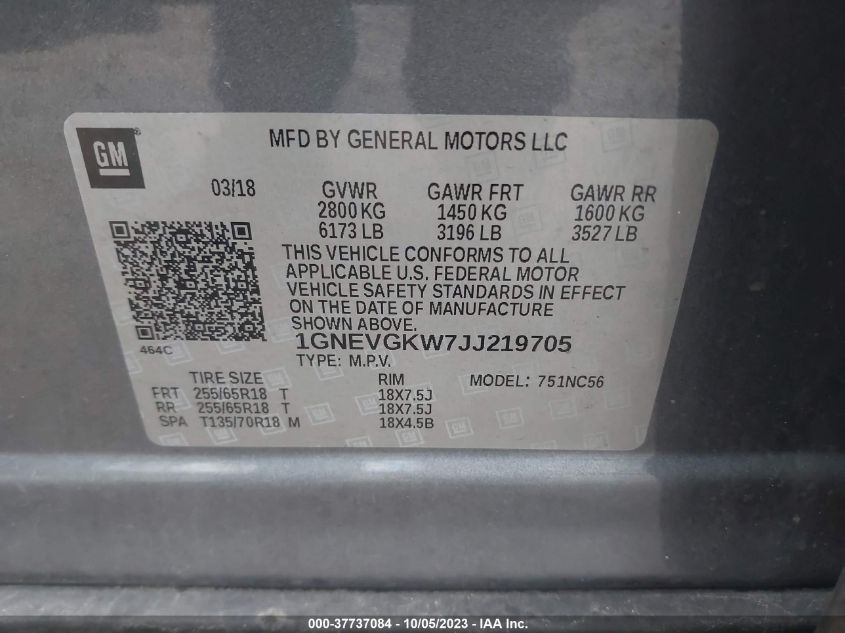 GM
MFD BY GENERAL MOTORS LLC
03/18 GVWR GAWR FRT GAWR RR
2800 KG 1450 KG 1600 KG
6173 LB 3196 LB 3527 LB
THIS VEHICLE CONFORMS TO ALL
APPLICABLE U.S. FEDERAL MOTOR
VEHICLE SAFETY STANDARDS IN EFFECT
ON THE DATE OF MANUFACTURE
SHOWN ABOVE.
464C
1GNEVGKW7JJ219705
TYPE: M.P.V.
TIRE SIZE RIM MODEL: 751NC56
FRT 255/65R18 T 18X7.5J
RR 255/65R18 T 18X7.5J
SPA T135/70R18 M 18X4.5B
000-37737084 - 10/05/2023 - IAA Inc.